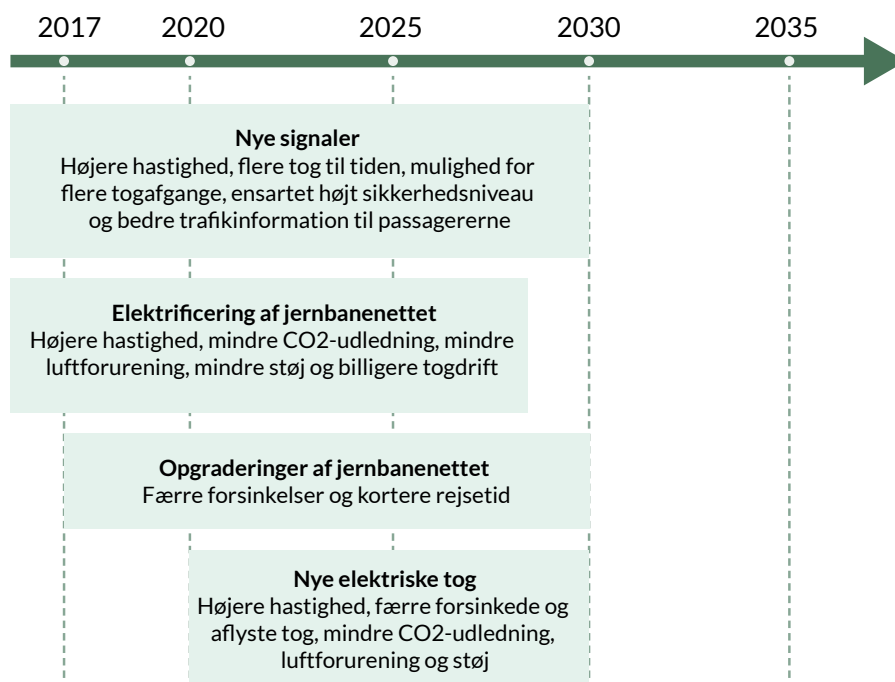 2017 2020 2025 2030 2035
Nye signaler
Højere hastighed, flere tog til tiden, mulighed for
flere togafgange, ensartet højt sikkerhedsniveau
og bedre trafikinformation til passagererne
Elektrificering af jernbanenettet
Højere hastighed, mindre CO2-udledning, mindre
luftforurening, mindre støj og billigere togdrift
Opgraderinger af jernbanenettet
Færre forsinkelser og kortere rejsetid
Nye elektriske tog
Højere hastighed, færre forsinkede og
aflyste tog, mindre CO2-udledning,
luftforurening og støj